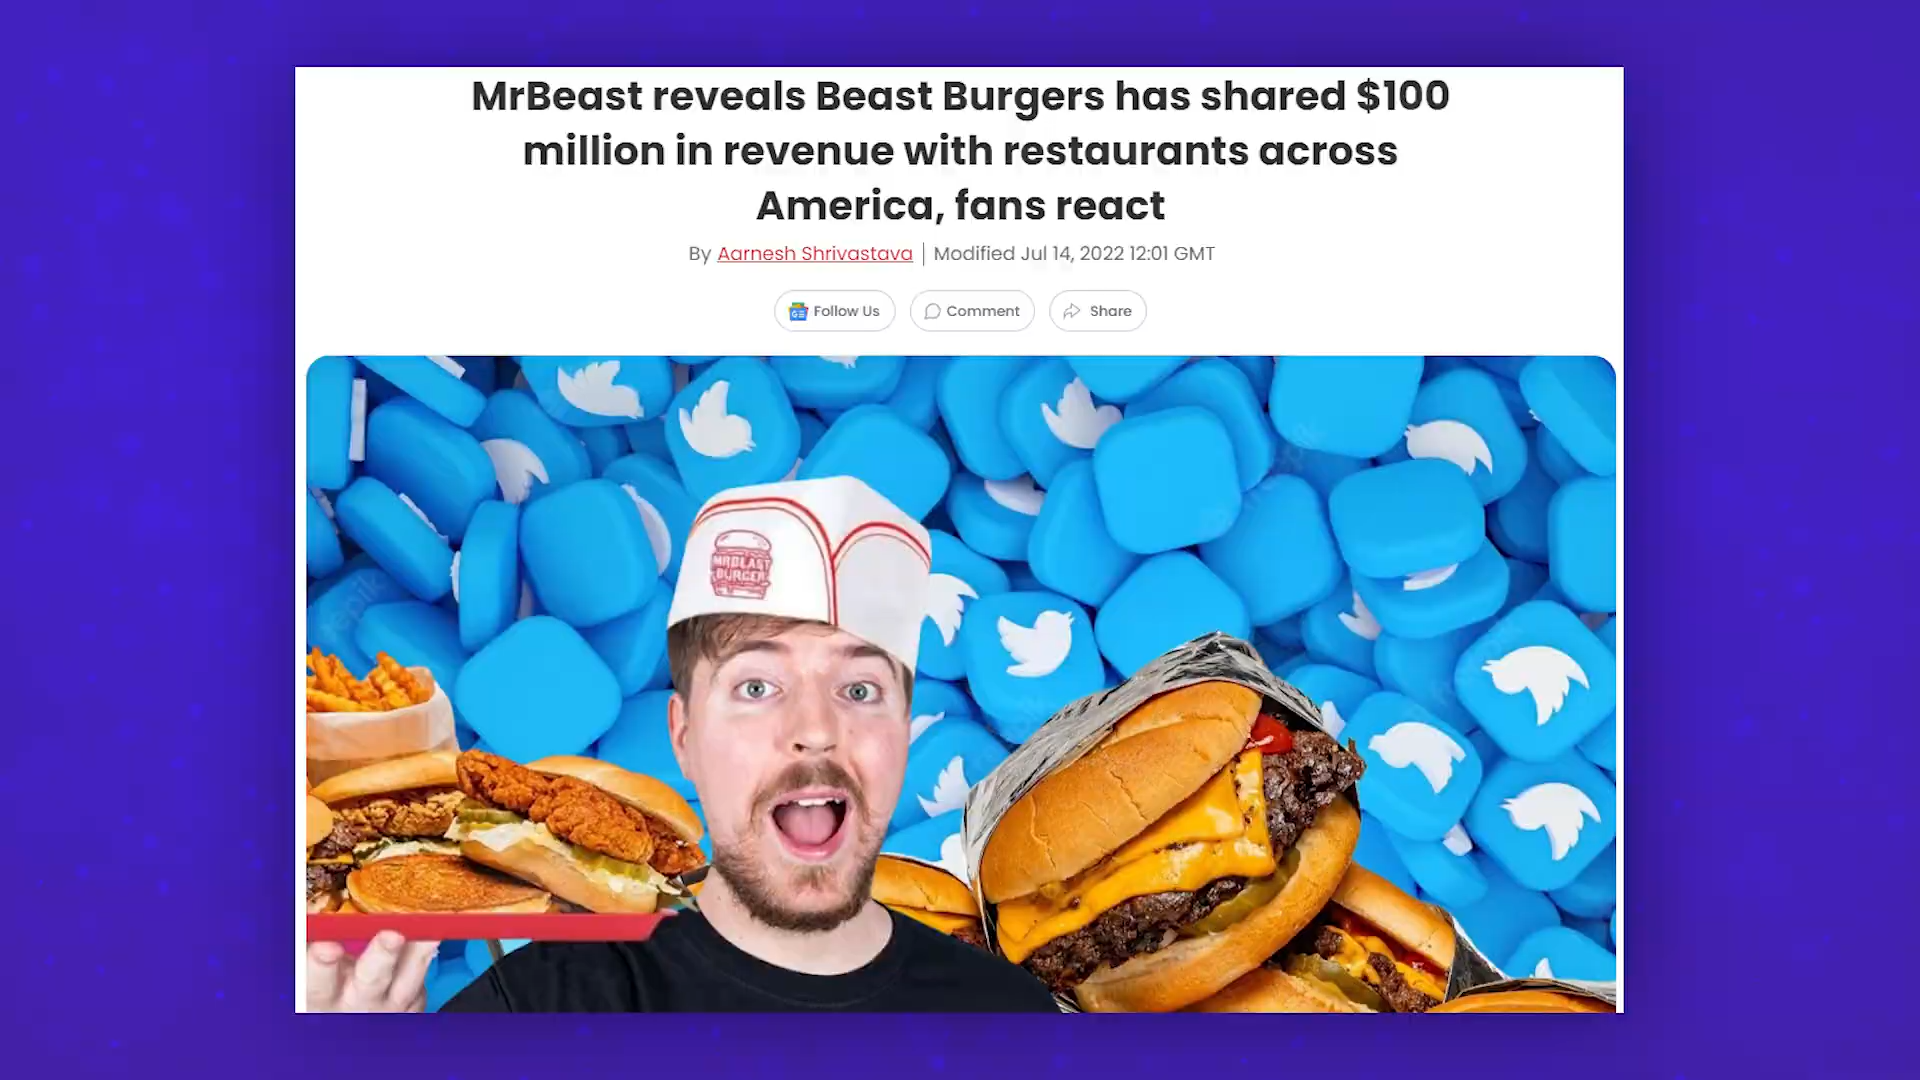 MrBeast reveals Beast Burgers has shared $100
million in revenue with restaurants across
America, fans react
By Aarnesh Shrivastava | Modified Jul 14, 2022 12:01 GMT
Follow Us
Comment
Share
MRBEAST
BURGER